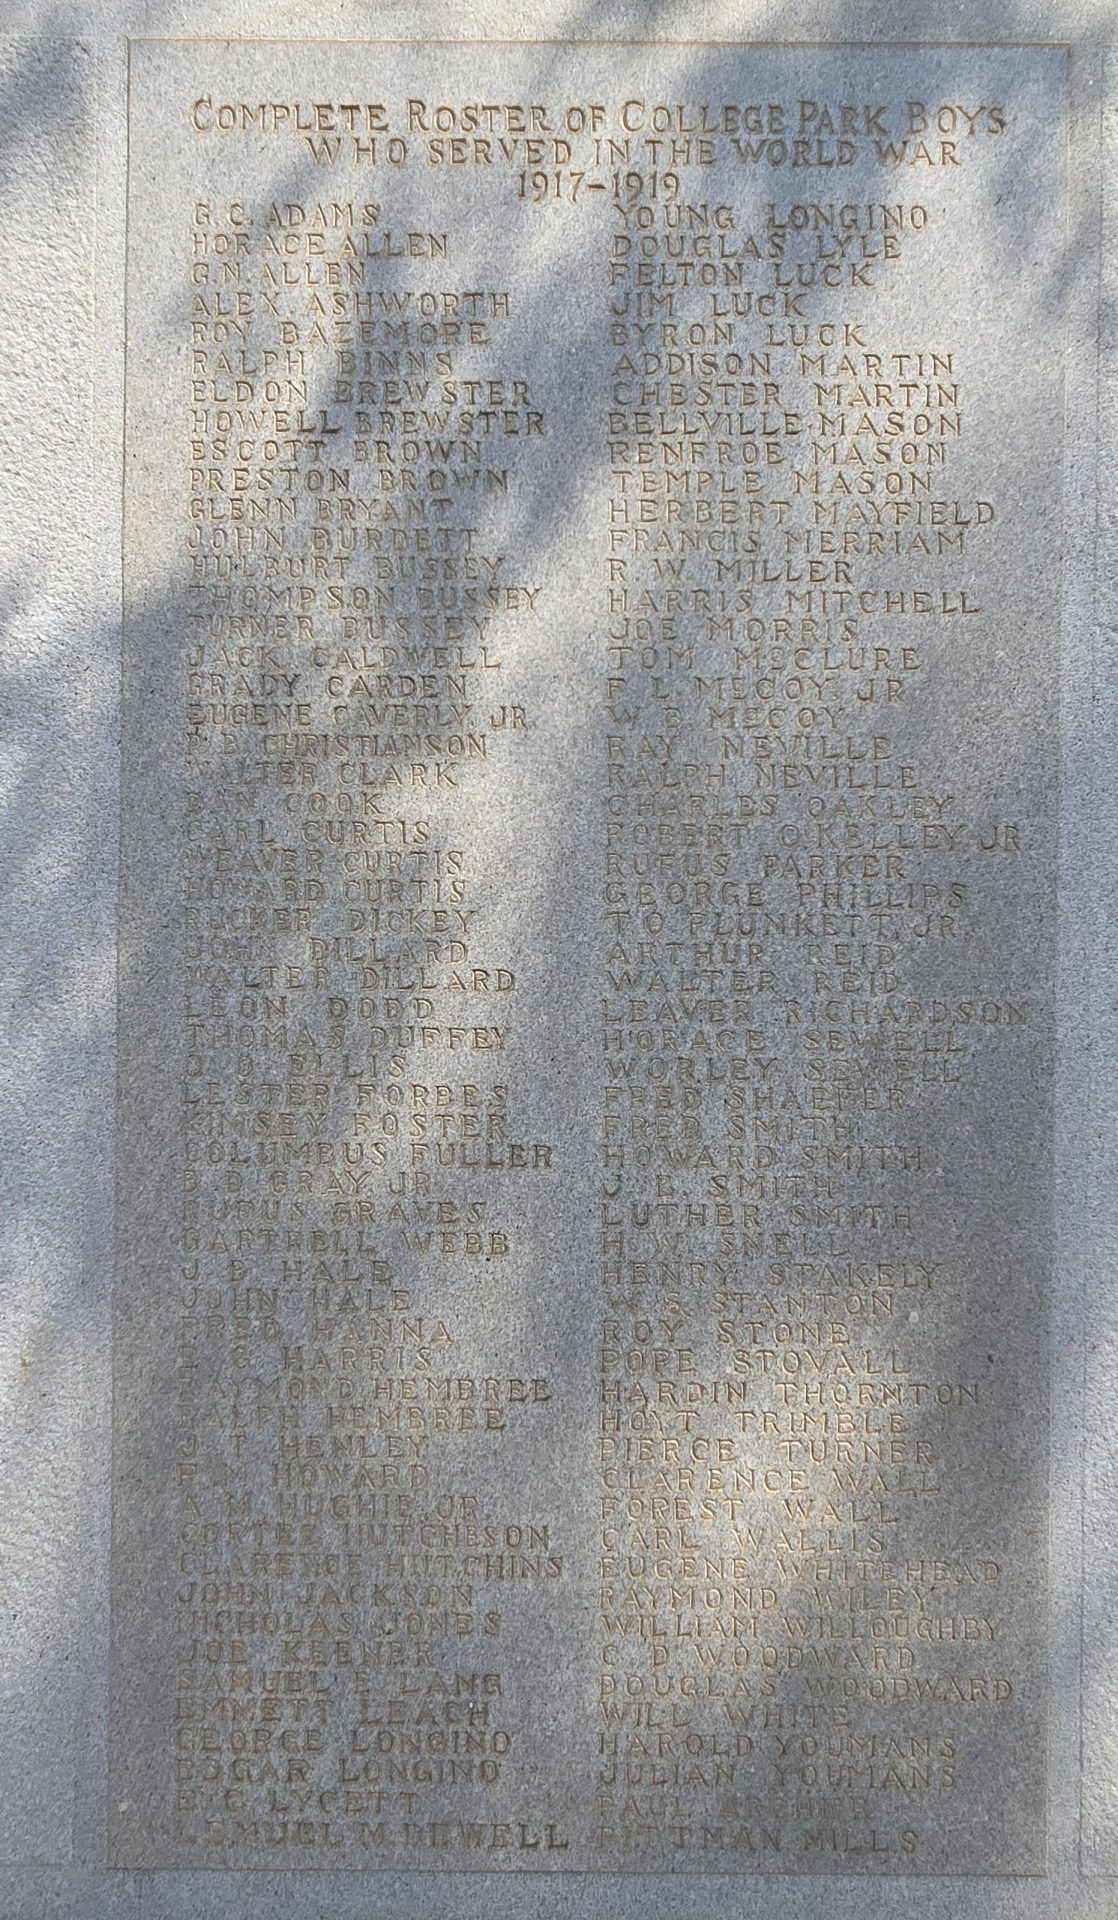 COMPLETE ROSTER OF COLLEGE PARK BOYS
WHO SERVED IN THE WORLD WAR
1917-1919
G. C. ADAMS
HORACE ALLEN
G. N. ALLEN
ALEX. ASHWORTH
ROY BAZEMORE
RALPH BINNS
ELDON BREWSTER
HOWELL BREWSTER
ESCOTT BROWN
PRESTON BROWN
GLENN BRYANT
JOHN BURDETT
HULBURT BUSSEY
THOMPSON BUSSEY
TURNER BUSSEY
JACK CALDWELL
GRADY CARDEN
EUGENE CAVERLY, JR.
B. CHRISTIANSON
WALTER CLARK
DAN COOK
CARL CURTIS
WEAVER CURTIS
HOWARD CURTIS
RUCKER DICKEY
JOHN DILLARD
WALTER DILLARD
LEON DODD
THOMAS DUFFEY
O. ELLIS
LESTER FORBES
KIMSEY FOSTER
COLUMBUS FULLER
B. D. GRAY, JR.
RUFUS GRAVES
GARTRELL WEBB
J. B. HALE
JOHN HALE
FRED HANNA
C. HARRIS
RAYMOND HEMBREE
RALPH HEMBREE
J. T. HENLEY
M. HOWARD
A. M. HUGHIE, JR.
CORTEZ HUTCHESON
CLARENCE HUTCHINS
JOHN JACKSON
NICHOLAS JONES
JOE KEENER
SAMUEL E. LANG
EMMETT LEACH
GEORGE LONGINO
EDGAR LONGINO
C. LYCETT
LEMUEL M. DEWELL
YOUNG LONGINO
DOUGLAS LYLE
FELTON LUCK
JIM LUCK
BYRON LUCK
ADDISON MARTIN
CHESTER MARTIN
BELLVILLE MASON
RENFROE MASON
TEMPLE MASON
HERBERT MAYFIELD
FRANCIS MERRIAM
R. W. MILLER
HARRIS MITCHELL
JOE MORRIS
TOM McCLURE
F. L. McCOY, JR.
W. B. McCOY
RAY NEVILLE
RALPH NEVILLE
CHARLES OAKLEY
ROBERT O'KELLEY, JR.
RUFUS PARKER
GEORGE PHILLIPS
T O PLUNKETT, JR.
ARTHUR REID
WALTER REID
LEAVER RICHARDSON
HORACE SEWELL
WORLEY SEWELL
FRED SHAEFER
FRED SMITH
HOWARD SMITH
J. B. SMITH
LUTHER SMITH
H. W. SNELL
HENRY STAKELY
W. S. STANTON
ROY STONE
POPE STOVALL
HARDIN THORNTON
HOYT TRIMBLE
PIERCE TURNER
CLARENCE WALL
FOREST WALL
CARL WALLIS
EUGENE WHITEHEAD
RAYMOND WILEY
WILLIAM WILLOUGHBY
C. D. WOODWARD
DOUGLAS WOODWARD
WILL WHITE
HAROLD YOUMANS
JULIAN YOUMANS
PAUL ARCHER
PITTMAN MILLS